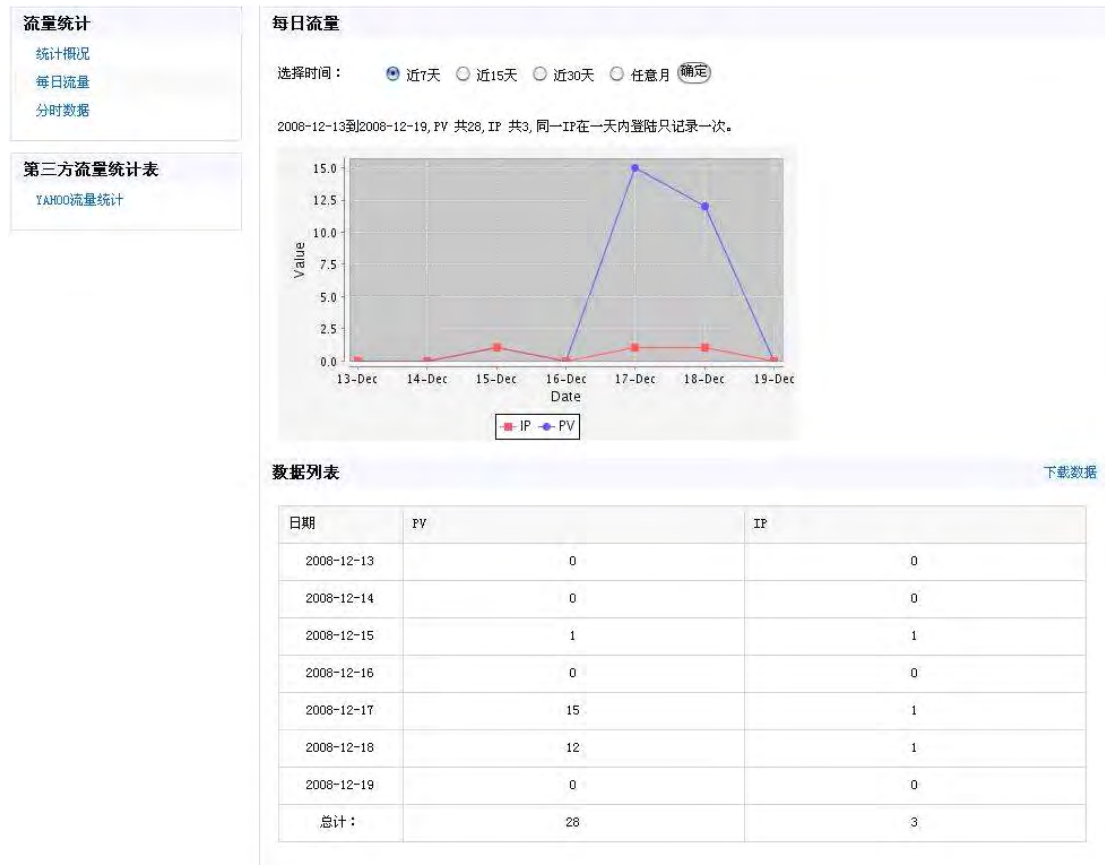 流量统计
统计概况
每日流量
分时数据
第三方流量统计表
YAHOO流量统计
每日流量
选择时间： 近7天 近15天 近30天 任意月 确定
2008-12-13到2008-12-19,PV 共28,IP 共3,同一IP在一天内登陆只记录一次。
15.0
12.5
10.0
7.5
5.0
2.5
0.0
Value
13-Dec 14-Dec 15-Dec 16-Dec 17-Dec 18-Dec 19-Dec
Date
IP PV
数据列表 下载数据
日期 PV IP
2008-12-13 0 0
2008-12-14 0 0
2008-12-15 1 1
2008-12-16 0 0
2008-12-17 15 1
2008-12-18 12 1
2008-12-19 0 0
总计： 28 3